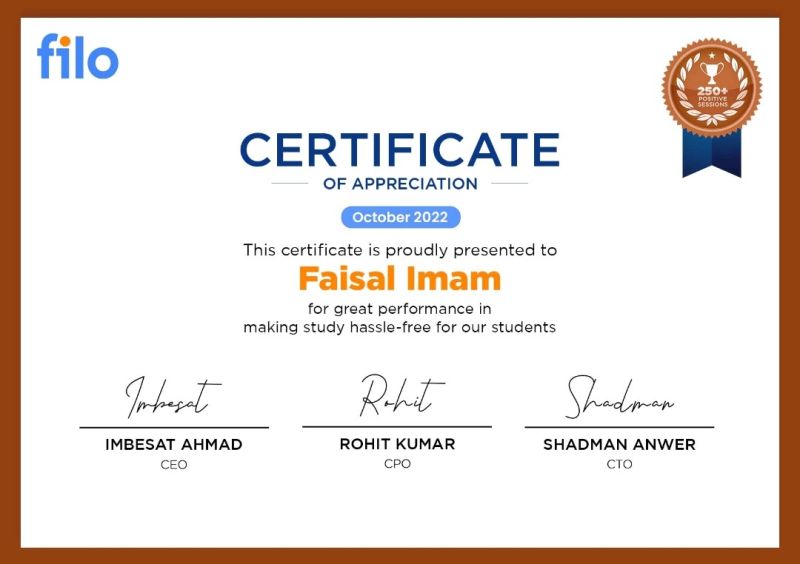 filo
250+
POSITIVE
SESSIONS
CERTIFICATE
OF APPRECIATION
October 2022
This certificate is proudly presented to
Faisal Imam
for great performance in
making study hassle-free for our students
Imbesat
Rohit
Shadman
IMBESAT AHMAD
ROHIT KUMAR
SHADMAN ANWER
CEO
CPO
CTO